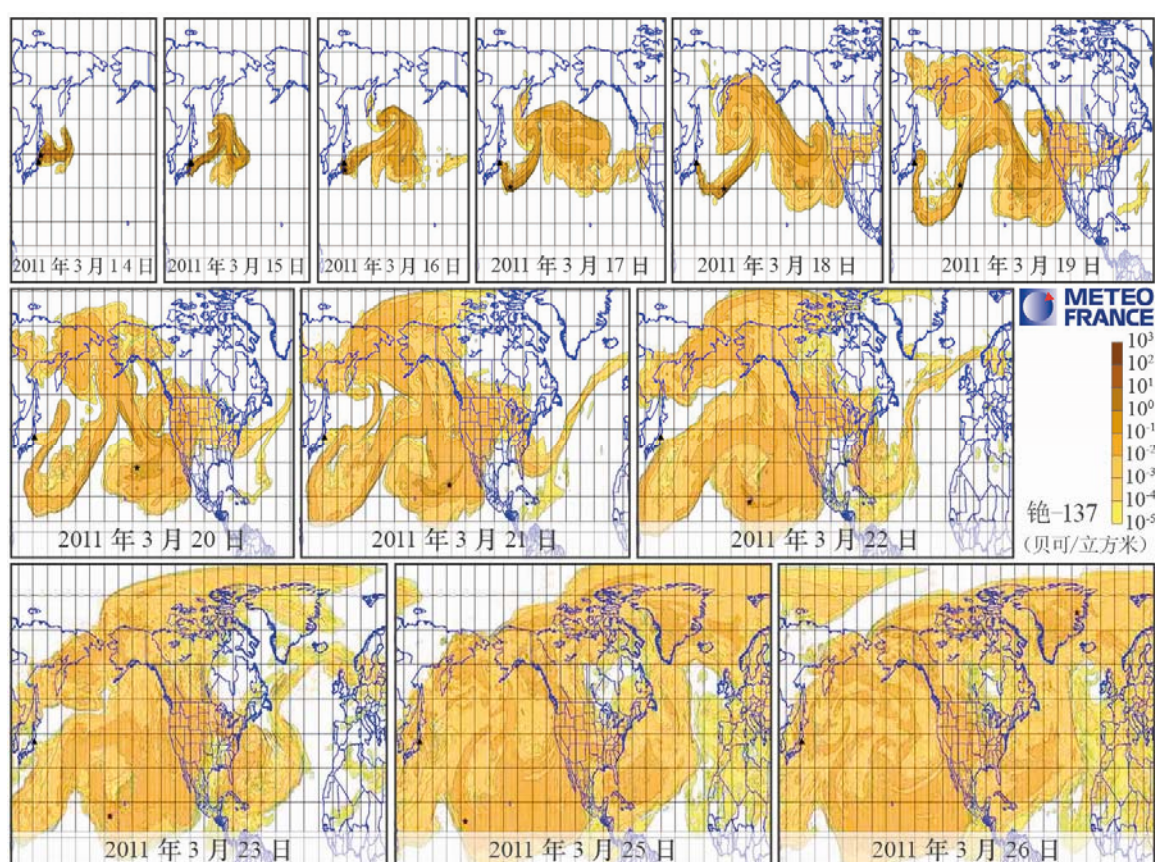 2011 年 3 月 1 4 日
2011 年 3 月 15 日
2011 年 3 月 16 日
2011 年 3 月 17 日
2011 年 3 月 18 日
2011 年 3 月 19 日
METEO
FRANCE
10³
10²
10¹
10⁰
10⁻¹
10⁻²
10⁻³
10⁻⁴
10⁻⁵
铯–137
（贝可/立方米）
2011 年 3 月 20 日
2011 年 3 月 21 日
2011 年 3 月 22 日
2011 年 3 月 23 日
2011 年 3 月 25 日
2011 年 3 月 26 日